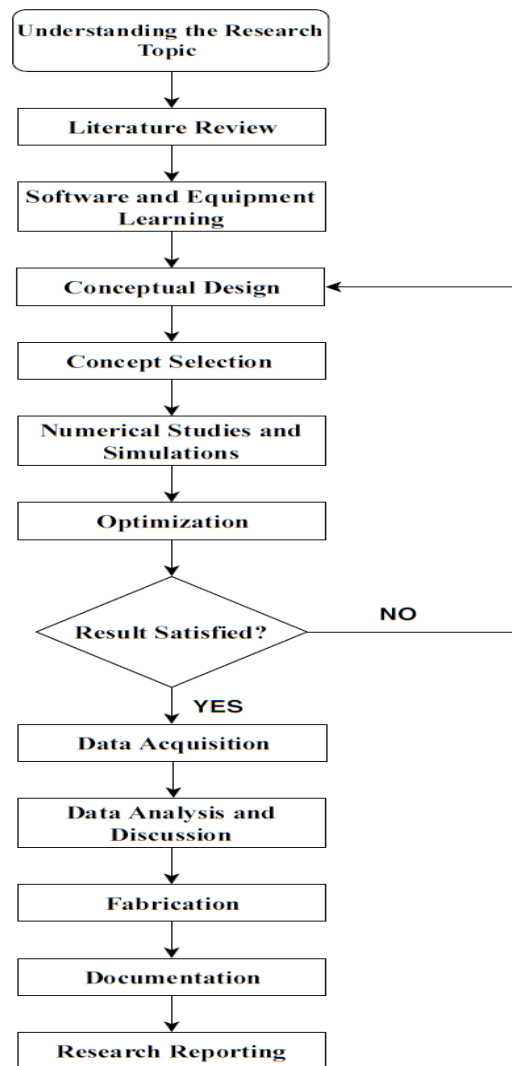 Understanding the Research
Topic
Literature Review
Software and Equipment
Learning
Conceptual Design
Concept Selection
Numerical Studies and
Simulations
Optimization
Result Satisfied?
NO
YES
Data Acquisition
Data Analysis and
Discussion
Fabrication
Documentation
Research Reporting